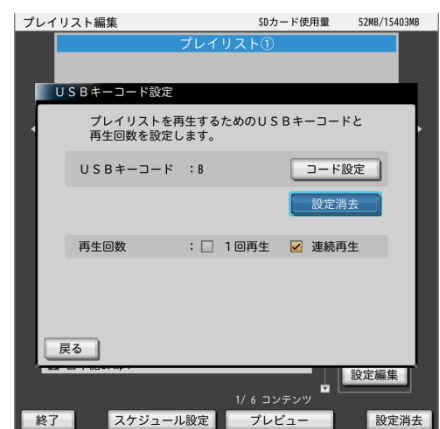 プレイリスト編集 SDカード使用量 52MB/15403MB
プレイリスト①
USBキーコード設定
プレイリストを再生するためのUSBキーコードと
再生回数を設定します。
USBキーコード :B コード設定
設定消去
再生回数 : 1回再生 連続再生
戻る
設定編集
1/ 6 コンテンツ
終了 スケジュール設定 プレビュー 設定消去